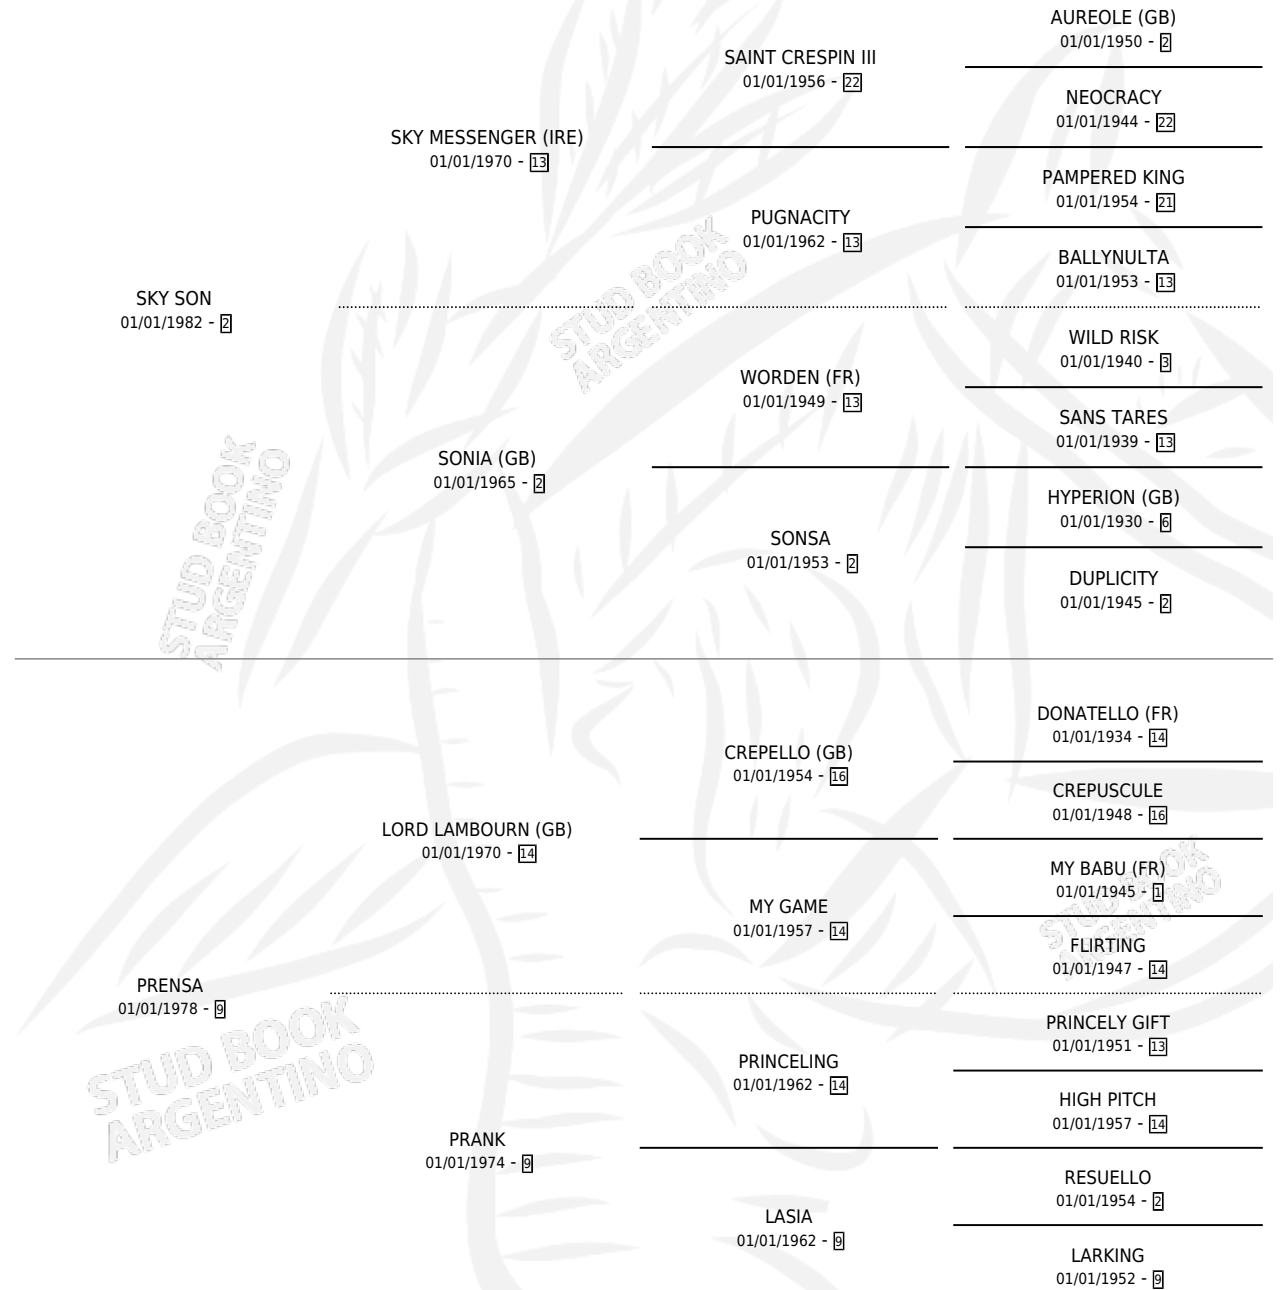 AUREOLE (GB)
01/01/1950 - 2
SAINT CRESPIN III
01/01/1956 - 22
NEOCRACY
01/01/1944 - 22
SKY MESSENGER (IRE)
01/01/1970 - 13
PAMPERED KING
01/01/1954 - 21
PUGNACITY
01/01/1962 - 13
BALLYNULTA
01/01/1953 - 13
SKY SON
01/01/1982 - 2
STUD BOOK
ARGENTINO
WILD RISK
01/01/1940 - 3
WORDEN (FR)
01/01/1949 - 13
SANS TARES
01/01/1939 - 13
SONIA (GB)
01/01/1965 - 2
HYPERION (GB)
01/01/1930 - 6
SONSA
01/01/1953 - 2
DUPLICITY
01/01/1945 - 2
STUD BOOK
ARGENTINO
DONATELLO (FR)
01/01/1934 - 14
CREPELLO (GB)
01/01/1954 - 16
CREPUSCULE
01/01/1948 - 16
LORD LAMBOURN (GB)
01/01/1970 - 14
MY BABU (FR)
01/01/1945 - 1
MY GAME
01/01/1957 - 14
FLIRTING
01/01/1947 - 14
STUD BOOK
ARGENTINO
PRENSA
01/01/1978 - 9
PRINCELY GIFT
01/01/1951 - 13
PRINCELING
01/01/1962 - 14
HIGH PITCH
01/01/1957 - 14
STUD BOOK
ARGENTINO
PRANK
01/01/1974 - 9
RESUELLO
01/01/1954 - 2
LASIA
01/01/1962 - 9
LARKING
01/01/1952 - 9